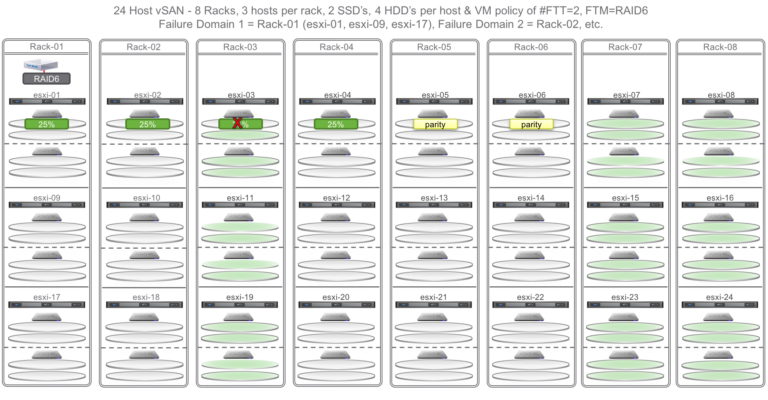 24 Host vSAN - 8 Racks, 3 hosts per rack, 2 SSD's, 4 HDD's per host & VM policy of #FTT=2, FTM=RAID6
Failure Domain 1 = Rack-01 (esxi-01, esxi-09, esxi-17), Failure Domain 2 = Rack-02, etc.
Rack-01 Rack-02 Rack-03 Rack-04 Rack-05 Rack-06 Rack-07 Rack-08
RAID6
esxi-01 esxi-02 esxi-03 esxi-04 esxi-05 esxi-06 esxi-07 esxi-08
25% 25% % 25% parity parity
esxi-09 esxi-10 esxi-11 esxi-12 esxi-13 esxi-14 esxi-15 esxi-16
esxi-17 esxi-18 esxi-19 esxi-20 esxi-21 esxi-22 esxi-23 esxi-24